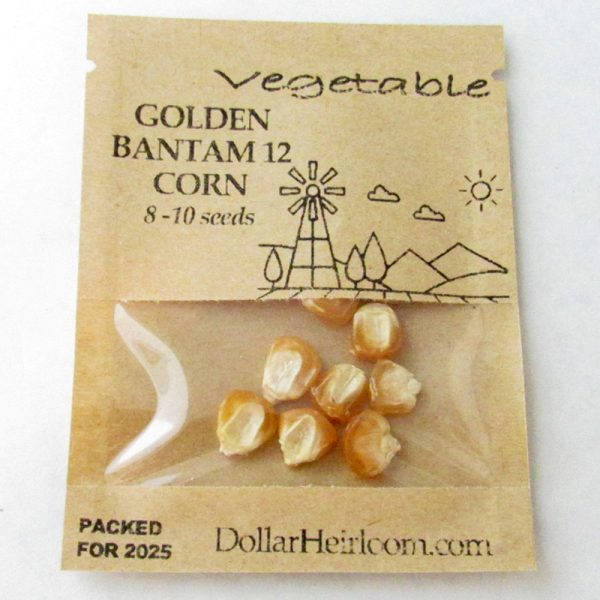 Vegetable
GOLDEN
BANTAM 12
CORN
8-10 seeds
PACKED
FOR 2025
DollarHeirloom.com